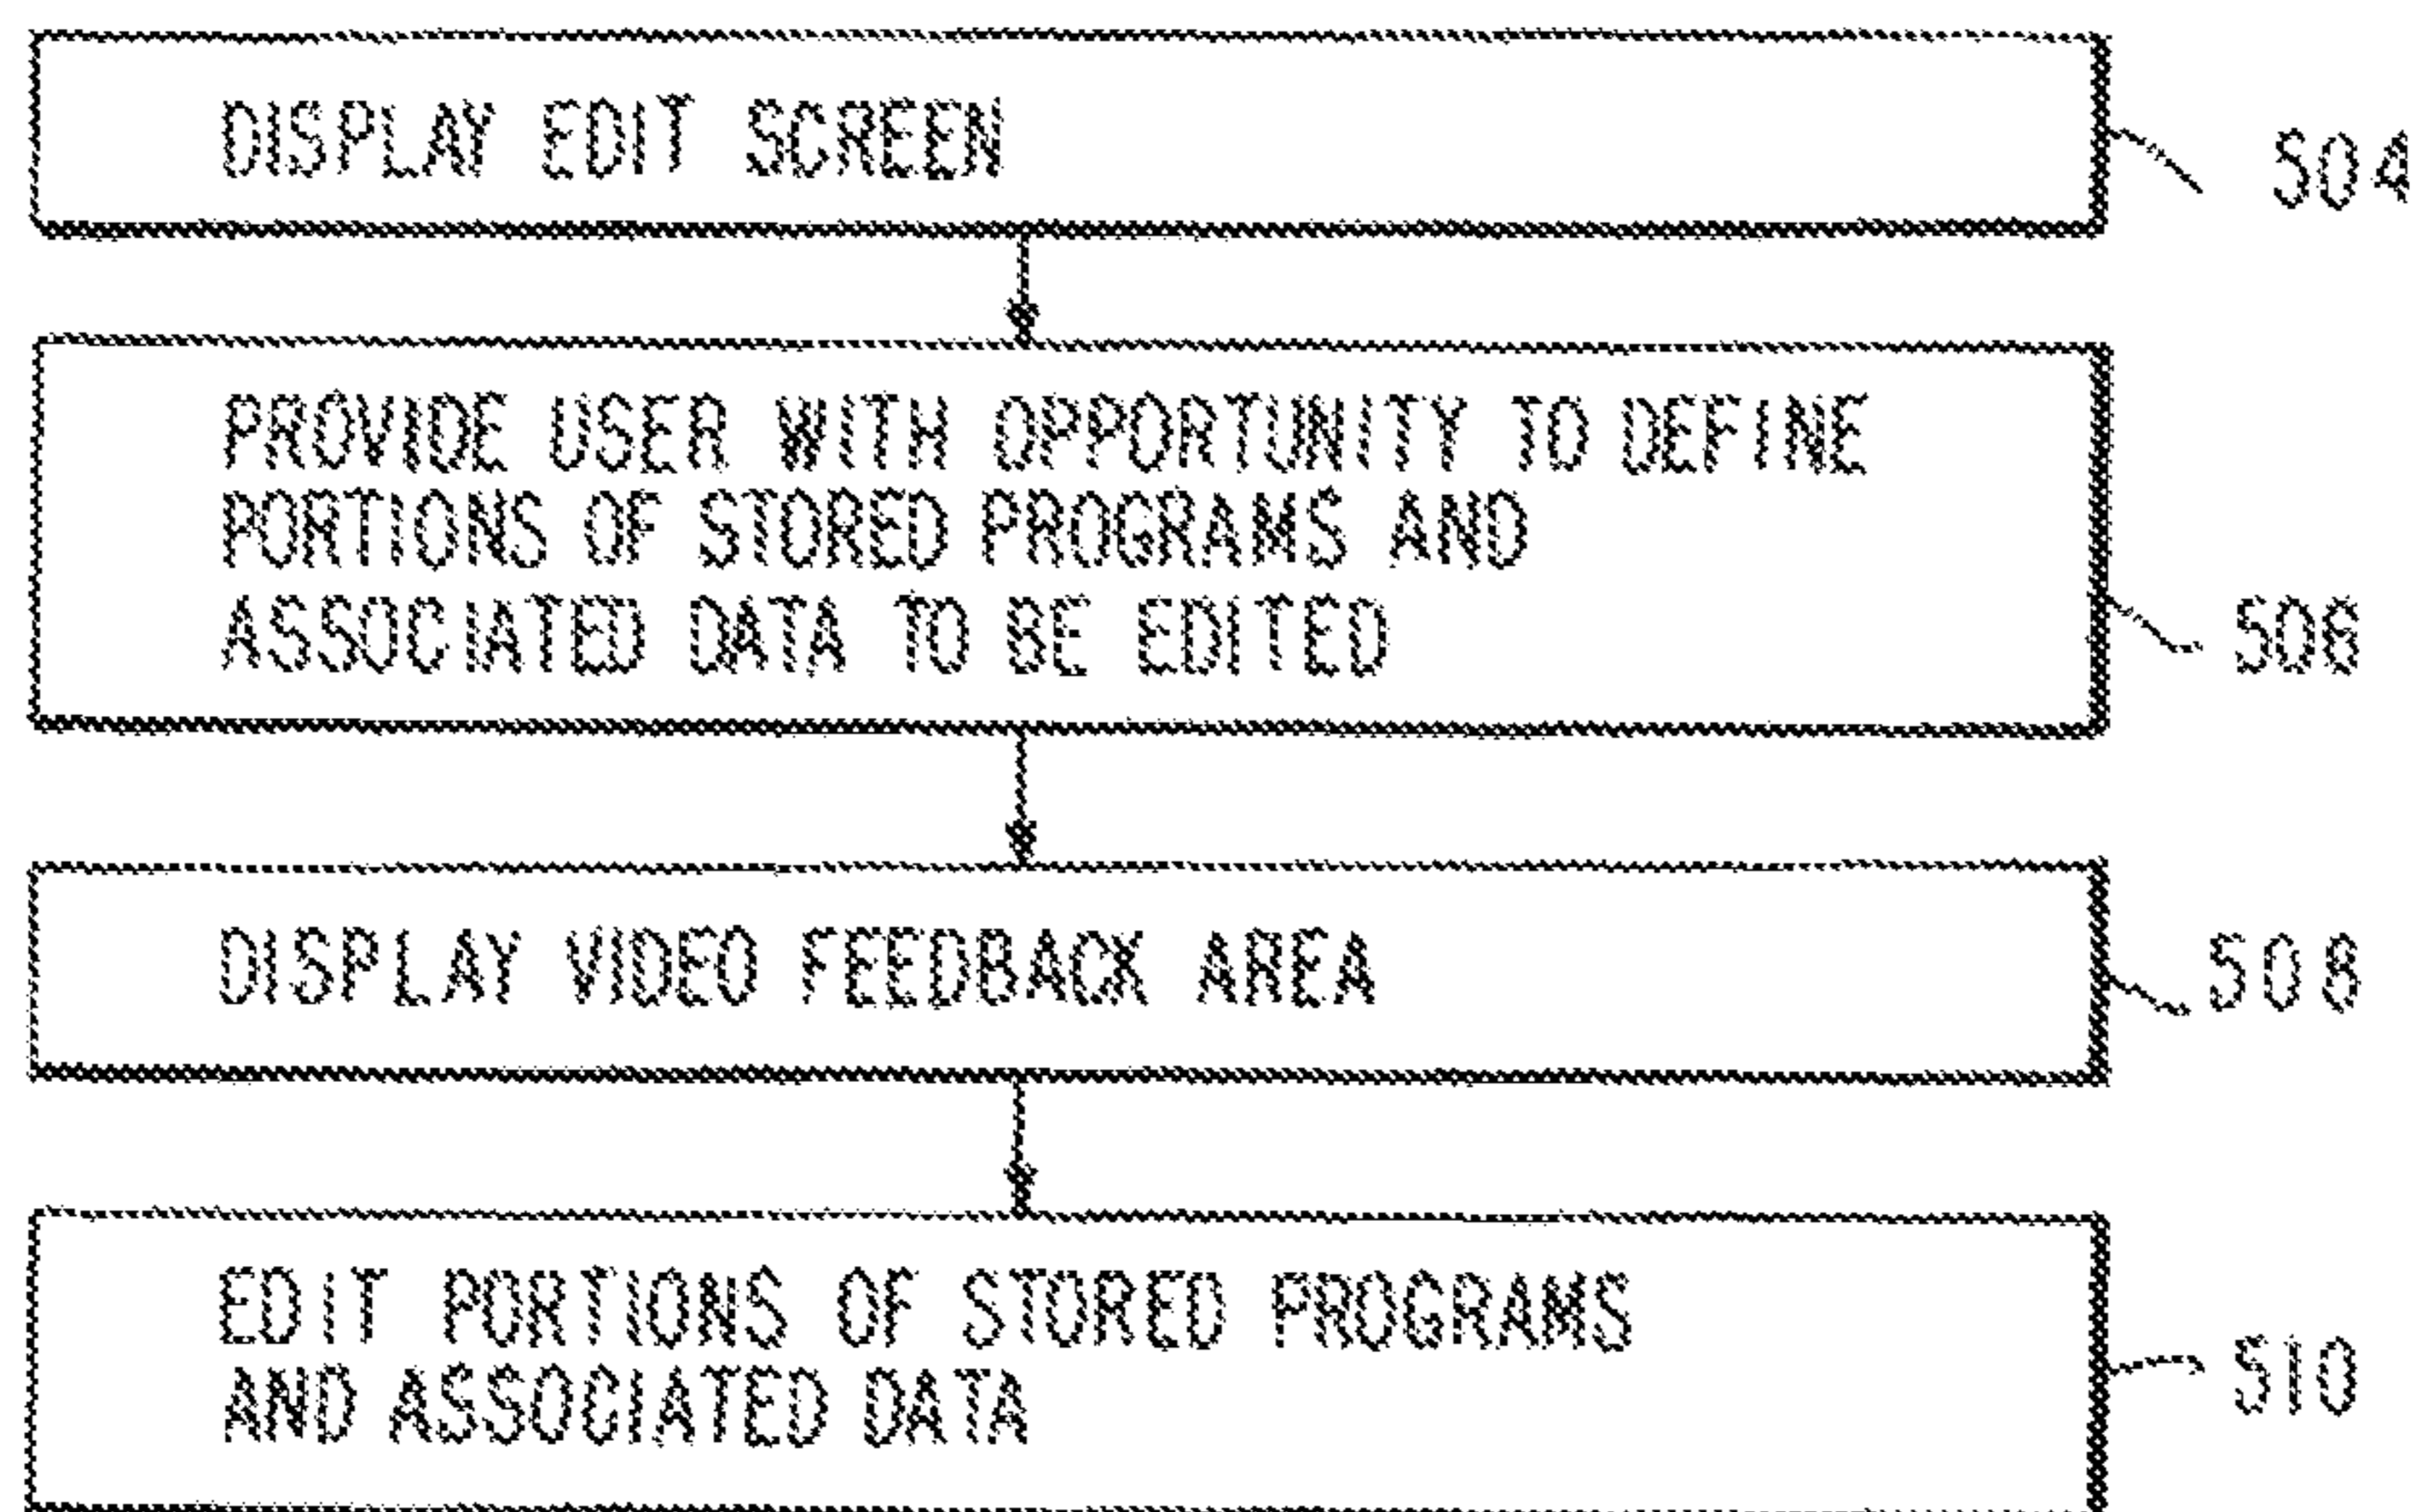 DISPLAY EDIT SCREEN
504
PROVIDE USER WITH OPPORTUNITY TO DEFINE
PORTIONS OF STORED PROGRAMS AND
ASSOCIATED DATA TO BE EDITED
506
DISPLAY VIDEO FEEDBACK AREA
508
EDIT PORTIONS OF STORED PROGRAMS
AND ASSOCIATED DATA
510